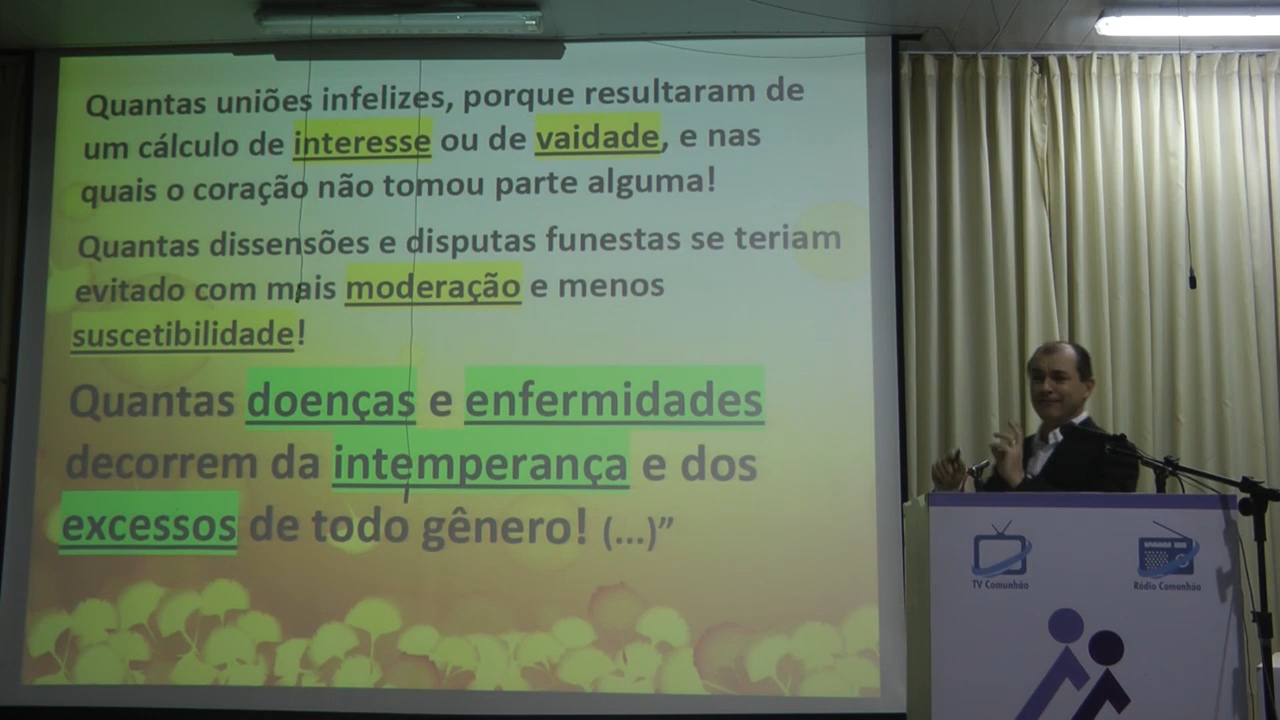 Quantas uniões infelizes, porque resultaram de
um cálculo de interesse ou de vaidade, e nas
quais o coração não tomou parte alguma!
Quantas dissensões e disputas funestas se teriam
evitado com mais moderação e menos
suscetibilidade!
Quantas doenças e enfermidades
decorrem da intemperança e dos
excessos de todo gênero! (...)”
TV Comunhão
Rádio Comunhão